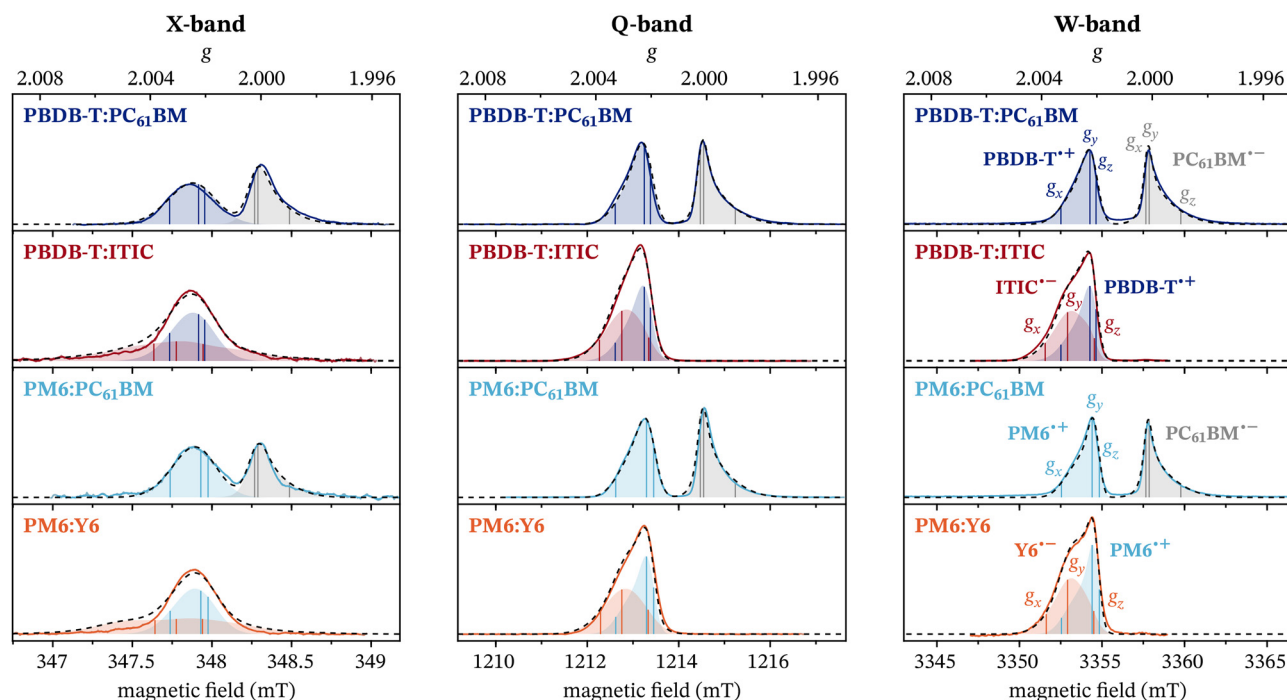 X-band
g
2.008 2.004 2.000 1.996
PBDB-T:PC₆₁BM
PBDB-T:ITIC
PM6:PC₆₁BM
PM6:Y6
347 347.5 348 348.5 349
magnetic field (mT)
Q-band
g
2.008 2.004 2.000 1.996
PBDB-T:PC₆₁BM
PBDB-T:ITIC
PM6:PC₆₁BM
PM6:Y6
1210 1212 1214 1216
magnetic field (mT)
W-band
g
2.008 2.004 2.000 1.996
PBDB-T:PC₆₁BM
gy gx gy
PBDB-T•+ gz PC₆₁BM•−
gx gz
PBDB-T:ITIC
ITIC•− gy PBDB-T•+
gx gz
PM6:PC₆₁BM
gy
PM6•+ PC₆₁BM•−
gx gz
PM6:Y6
Y6•− gy PM6•+
gx gz
3345 3350 3355 3360 3365
magnetic field (mT)